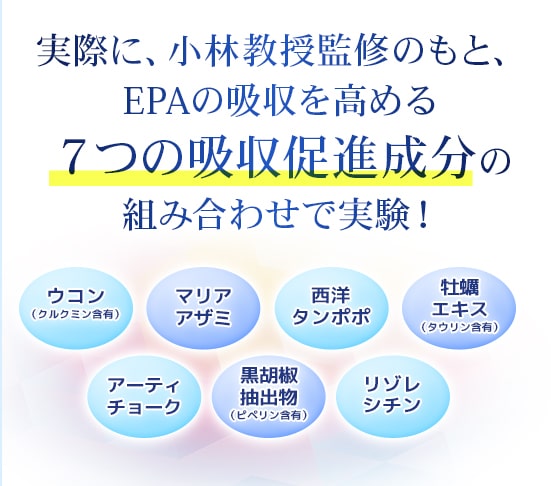 実際に、小林教授監修のもと、
EPAの吸収を高める
７つの吸収促進成分の
組み合わせで実験！
ウコン
（クルクミン含有）
マリア
アザミ
西洋
タンポポ
牡蠣
エキス
（タウリン含有）
アーティ
チョーク
黒胡椒
抽出物
（ピペリン含有）
リゾレ
シチン